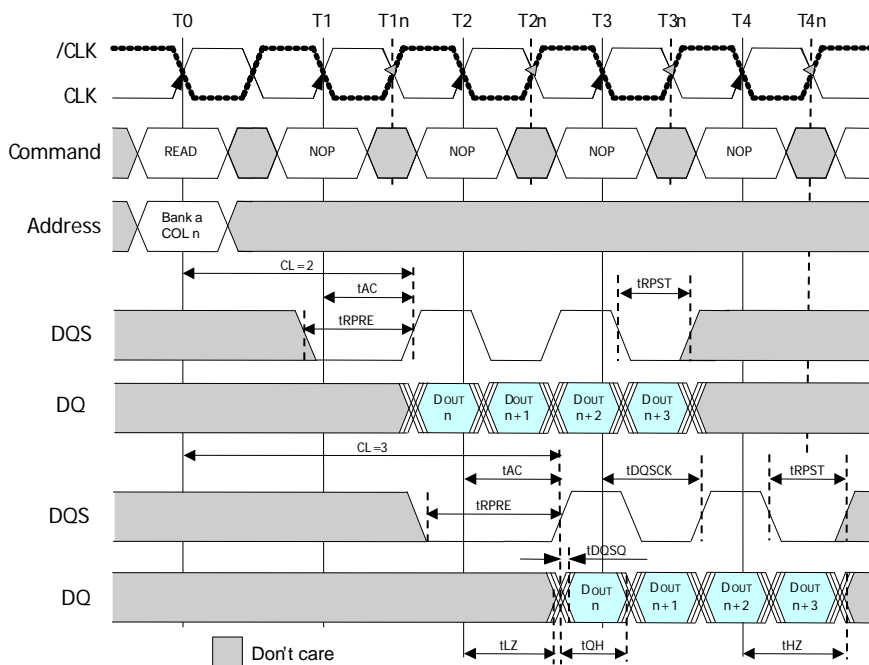 T0 T1 T1n T2 T2n T3 T3n T4 T4n
/CLK
CLK
Command READ NOP NOP NOP NOP
Address Bank a
COL n
CL=2
tAC tRPST
tRPRE
DQS
DQ DOUT n DOUT n+1 DOUT n+2 DOUT n+3
CL=3
tAC tDQSCK tRPST
tRPRE
DQS
tDQSQ
DQ DOUT n DOUT n+1 DOUT n+2 DOUT n+3
tLZ tQH tHZ
Don't care